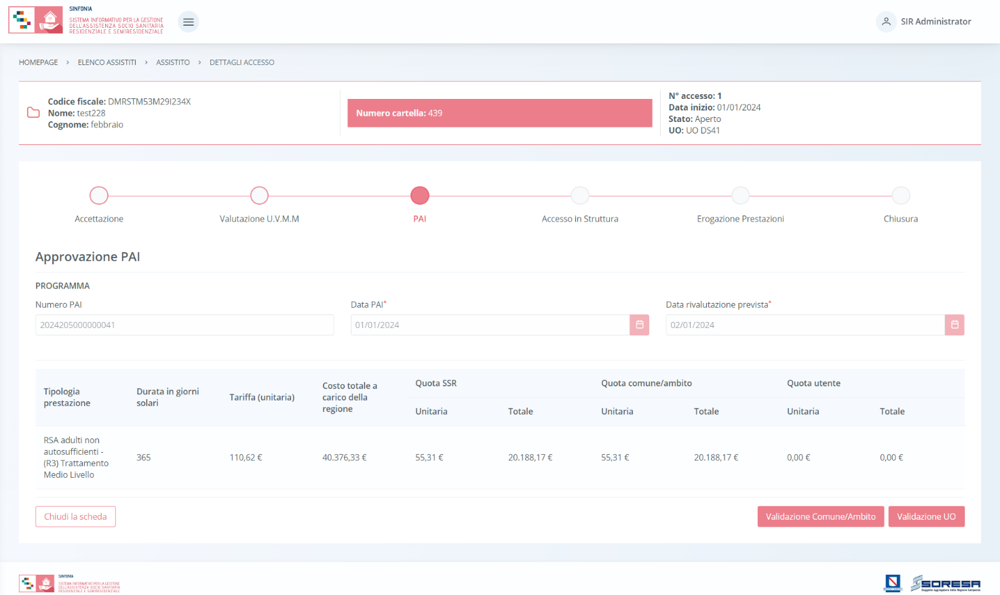 SINFONIA
SISTEMA INFORMATIVO PER LA GESTIONE
DELL'ASSISTENZA SOCIO SANITARIA
RESIDENZIALE E SEMIRESIDENZIALE
SIR Administrator
HOMEPAGE > ELENCO ASSISTITI > ASSISTITO > DETTAGLI ACCESSO
Codice fiscale: DMRSTM53M29I234X
Nome: test228
Cognome: febbraio
Numero cartella: 439
N° accesso: 1
Data inizio: 01/01/2024
Stato: Aperto
UO: UO DS41
Accettazione
Valutazione U.V.M.M
PAI
Accesso in Struttura
Erogazione Prestazioni
Chiusura
Approvazione PAI
PROGRAMMA
Numero PAI
Data PAI*
Data rivalutazione prevista*
2024205000000041
01/01/2024
02/01/2024
Tipologia
prestazione
Durata in giorni
solari
Tariffa (unitaria)
Costo totale a
carico della
regione
Quota SSR
Quota comune/ambito
Quota utente
Unitaria
Totale
Unitaria
Totale
Unitaria
Totale
RSA adulti non
autosufficienti -
(R3) Trattamento
Medio Livello
365
110,62 €
40.376,33 €
55,31 €
20.188,17 €
55,31 €
20.188,17 €
0,00 €
0,00 €
Chiudi la scheda
Validazione Comune/Ambito
Validazione UO
SINFONIA
SISTEMA INFORMATIVO PER LA GESTIONE
DELL'ASSISTENZA SOCIO SANITARIA
RESIDENZIALE E SEMIRESIDENZIALE
SORESA
Soggetto Aggregatore della Regione Campania